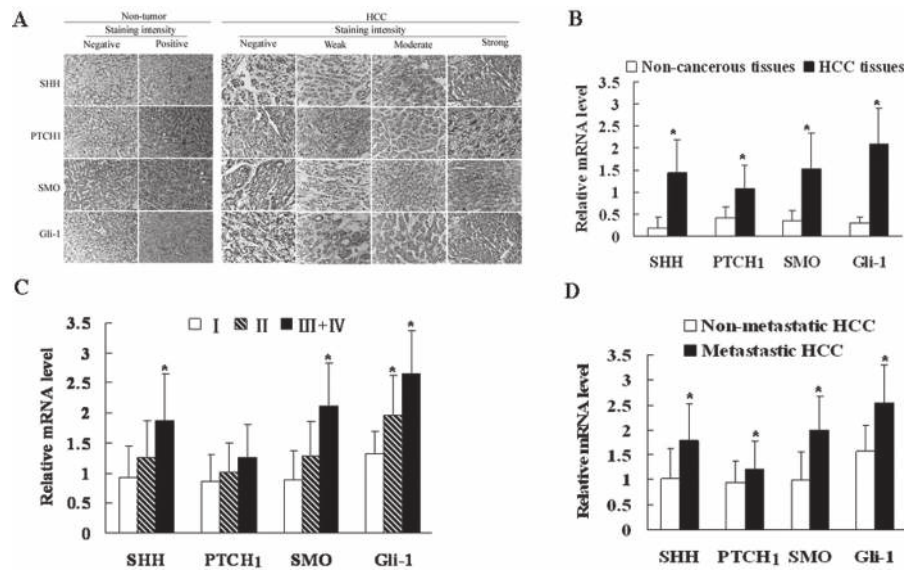 A
Non-tumor HCC
Staining intensity Staining intensity
Negative Positive Negative Weak Moderate Strong
SHH
PTCH1
SMO
Gli-1
B
Non-cancerous tissues HCC tissues
Relative mRNA level
3.5
3
2.5
2
1.5
1
0.5
0
* * * *
SHH PTCH1 SMO Gli-1
C
I II III+IV
Relative mRNA level
3.5
3
2.5
2
1.5
1
0.5
0
* * * *
SHH PTCH1 SMO Gli-1
D
Non-metastatic HCC
Metastastic HCC
Relative mRNA level
3.5
3
2.5
2
1.5
1
0.5
0
* * * *
SHH PTCH1 SMO Gli-1